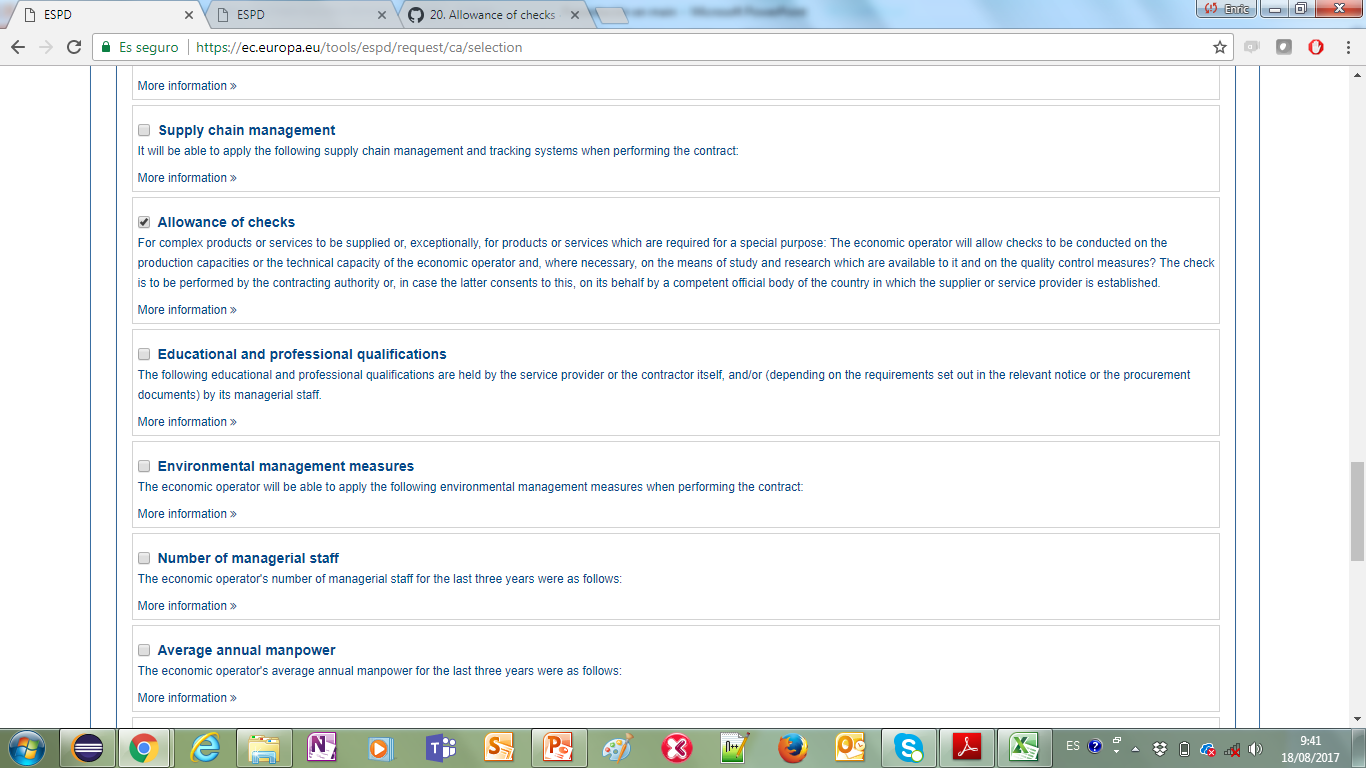 ESPD
ESPD
20. Allowance of checks
Microsoft PowerPoint
Enric
Es seguro
https://ec.europa.eu/tools/espd/request/ca/selection
More information »
Supply chain management
It will be able to apply the following supply chain management and tracking systems when performing the contract:
More information »
Allowance of checks
For complex products or services to be supplied or, exceptionally, for products or services which are required for a special purpose: The economic operator will allow checks to be conducted on the
production capacities or the technical capacity of the economic operator and, where necessary, on the means of study and research which are available to it and on the quality control measures? The check
is to be performed by the contracting authority or, in case the latter consents to this, on its behalf by a competent official body of the country in which the supplier or service provider is established.
More information »
Educational and professional qualifications
The following educational and professional qualifications are held by the service provider or the contractor itself, and/or (depending on the requirements set out in the relevant notice or the procurement
documents) by its managerial staff.
More information »
Environmental management measures
The economic operator will be able to apply the following environmental management measures when performing the contract:
More information »
Number of managerial staff
The economic operator's number of managerial staff for the last three years were as follows:
More information »
Average annual manpower
The economic operator's average annual manpower for the last three years were as follows:
More information »
ES
9:41
18/08/2017